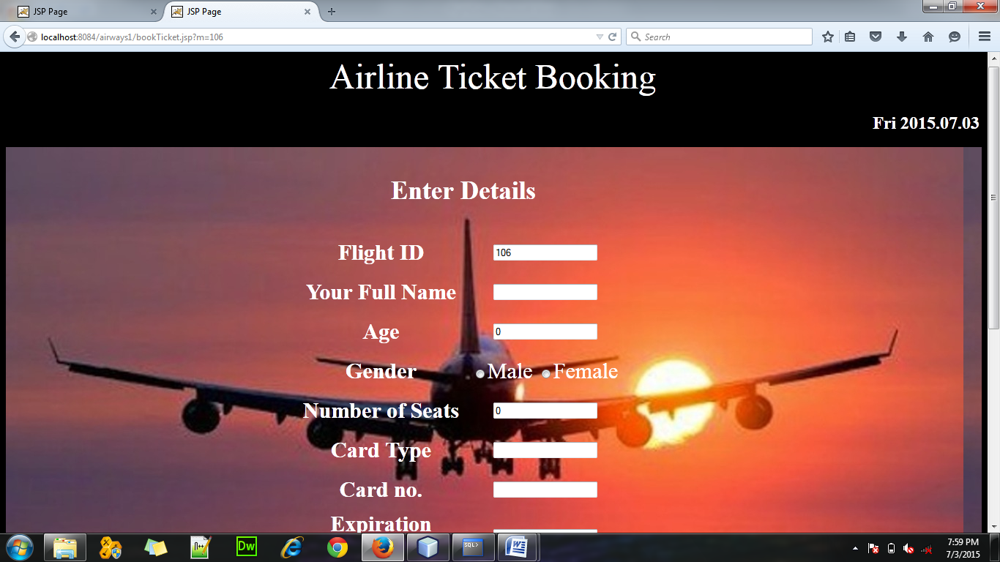 JSP Page
JSP Page
localhost:8084/airways1/bookTicket.jsp?m=106
Search
Airline Ticket Booking
Fri 2015.07.03
Enter Details
Flight ID 106
Your Full Name
Age 0
Gender Male Female
Number of Seats 0
Card Type
Card no.
Expiration
N++
Dw
SQL>
W
7:59 PM
7/3/2015